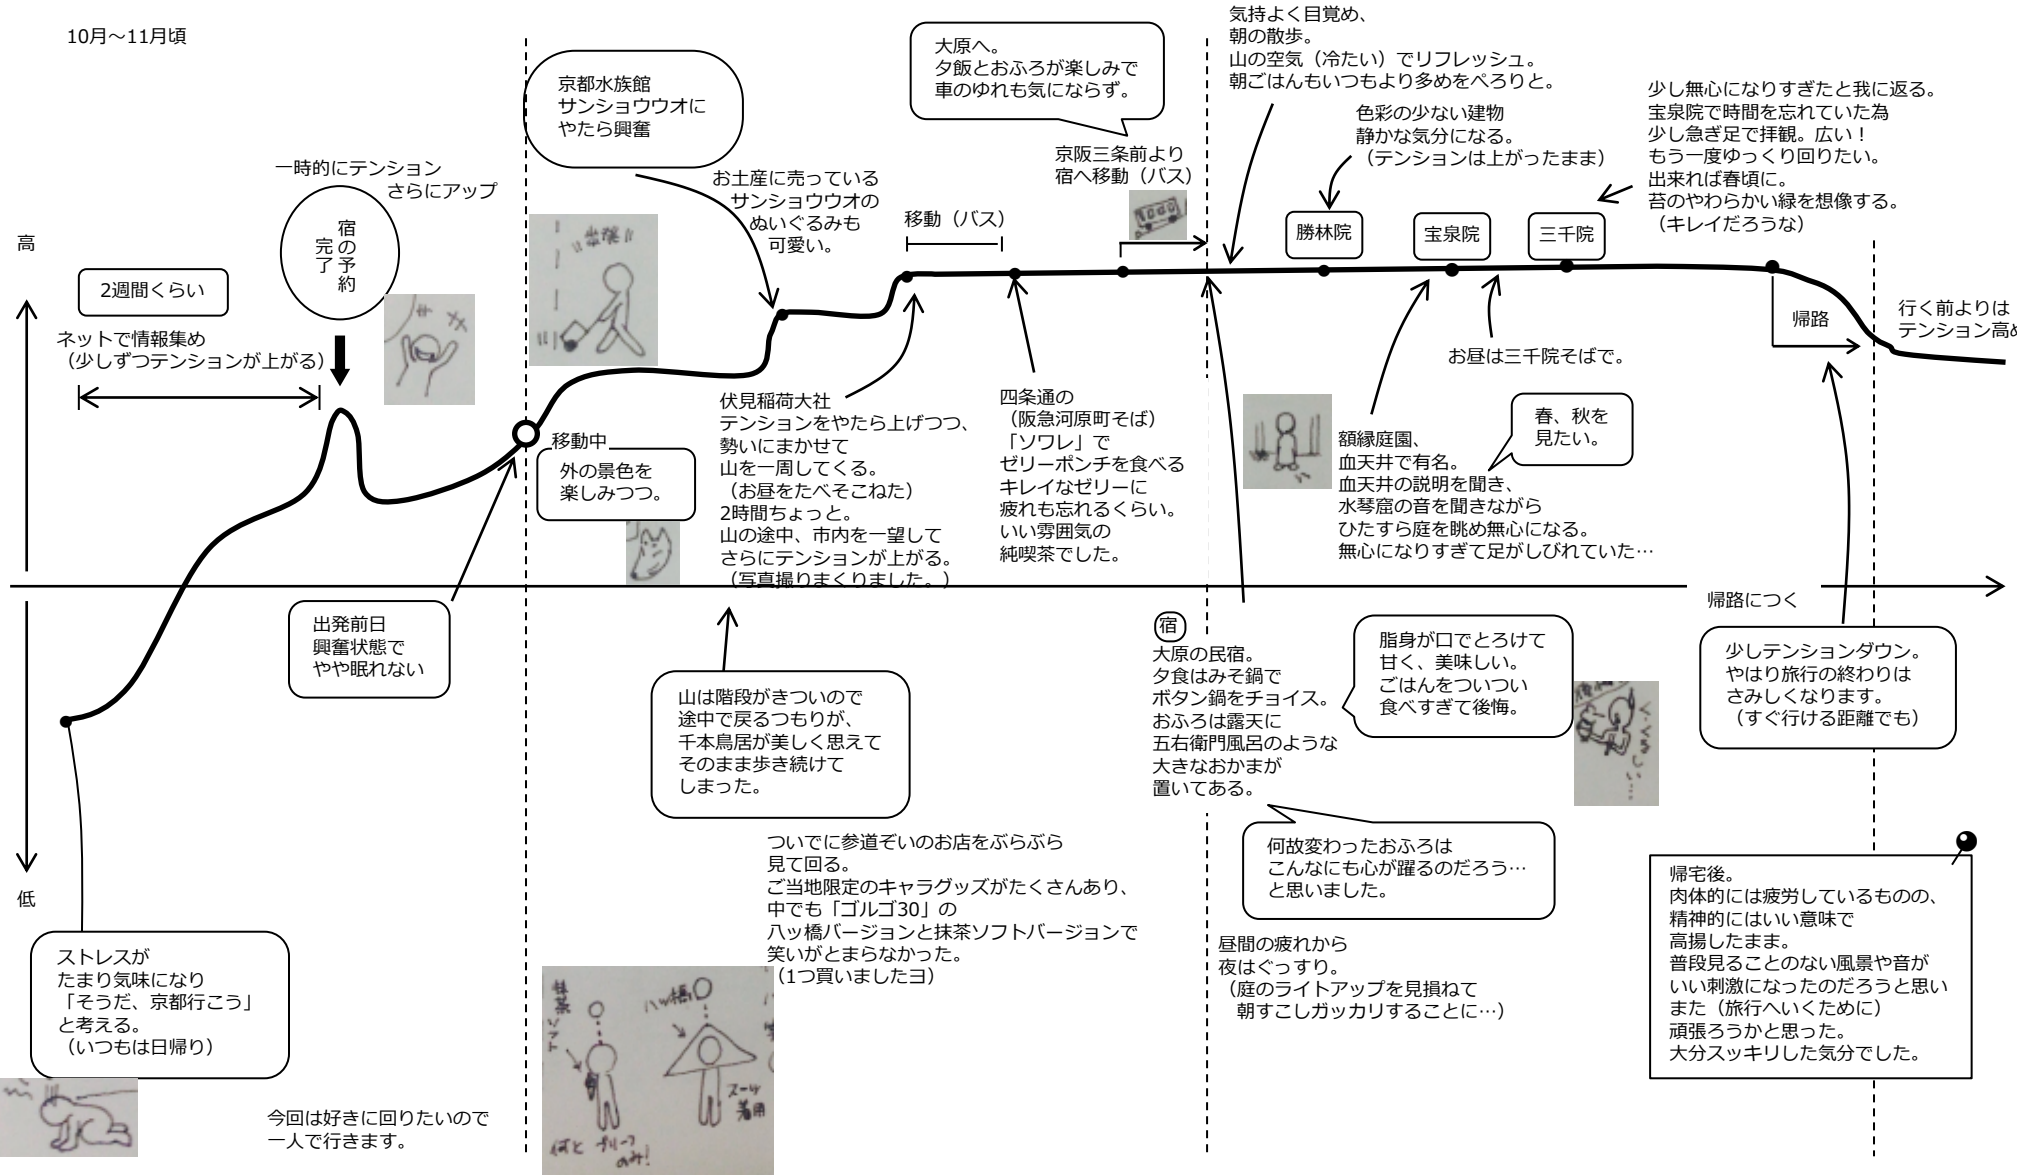 10月～11月頃
高
低
2週間くらい
ネットで情報集め
（少しずつテンションが上がる）
一時的にテンション
さらにアップ
宿の予約
完了
ストレスが
たまり気味になり
「そうだ、京都行こう」
と考える。
（いつもは日帰り）
今回は好きに回りたいので
一人で行きます。
出発前日
興奮状態で
やや眠れない
移動中
外の景色を
楽しみつつ。
京都水族館
サンショウウオに
やたら興奮
お土産に売っている
サンショウウオの
ぬいぐるみも
可愛い。
伏見稲荷大社
テンションをやたら上げつつ、
勢いにまかせて
山を一周してくる。
（お昼をたべそこねた）
2時間ちょっと。
山の途中、市内を一望して
さらにテンションが上がる。
（写真撮りまくりました。）
山は階段がきついので
途中で戻るつもりが、
千本鳥居が美しく思えて
そのまま歩き続けて
しまった。
ついでに参道ぞいのお店をぶらぶら
見て回る。
ご当地限定のキャラグッズがたくさんあり、
中でも「ゴルゴ30」の
八ッ橋バージョンと抹茶ソフトバージョンで
笑いがとまらなかった。
（1つ買いましたヨ）
抹茶
ソフト
八ッ橋
スーツ
着用
何と ブリーフ
のみ!
移動（バス）
四条通の
（阪急河原町そば）
「ソワレ」で
ゼリーポンチを食べる
キレイなゼリーに
疲れも忘れるくらい。
いい雰囲気の
純喫茶でした。
大原へ。
夕飯とおふろが楽しみで
車のゆれも気にならず。
京阪三条前より
宿へ移動（バス）
宿
大原の民宿。
夕食はみそ鍋で
ボタン鍋をチョイス。
おふろは露天に
五右衛門風呂のような
大きなおかまが
置いてある。
脂身が口でとろけて
甘く、美味しい。
ごはんをついつい
食べすぎて後悔。
く・くるしい…
何故変わったおふろは
こんなにも心が躍るのだろう…
と思いました。
昼間の疲れから
夜はぐっすり。
（庭のライトアップを見損ねて
朝すこしガッカリすることに…）
気持よく目覚め、
朝の散歩。
山の空気（冷たい）でリフレッシュ。
朝ごはんもいつもより多めをぺろりと。
色彩の少ない建物
静かな気分になる。
（テンションは上がったまま）
勝林院
宝泉院
三千院
額縁庭園、
血天井で有名。
血天井の説明を聞き、
水琴窟の音を聞きながら
ひたすら庭を眺め無心になる。
無心になりすぎて足がしびれていた…
春、秋を
見たい。
お昼は三千院そばで。
少し無心になりすぎたと我に返る。
宝泉院で時間を忘れていた為
少し急ぎ足で拝観。広い！
もう一度ゆっくり回りたい。
出来れば春頃に。
苔のやわらかい緑を想像する。
（キレイだろうな）
帰路
行く前よりは
テンション高め
帰路につく
少しテンションダウン。
やはり旅行の終わりは
さみしくなります。
（すぐ行ける距離でも）
帰宅後。
肉体的には疲労しているものの、
精神的にはいい意味で
高揚したまま。
普段見ることのない風景や音が
いい刺激になったのだろうと思い
また（旅行へいくために）
頑張ろうかと思った。
大分スッキリした気分でした。